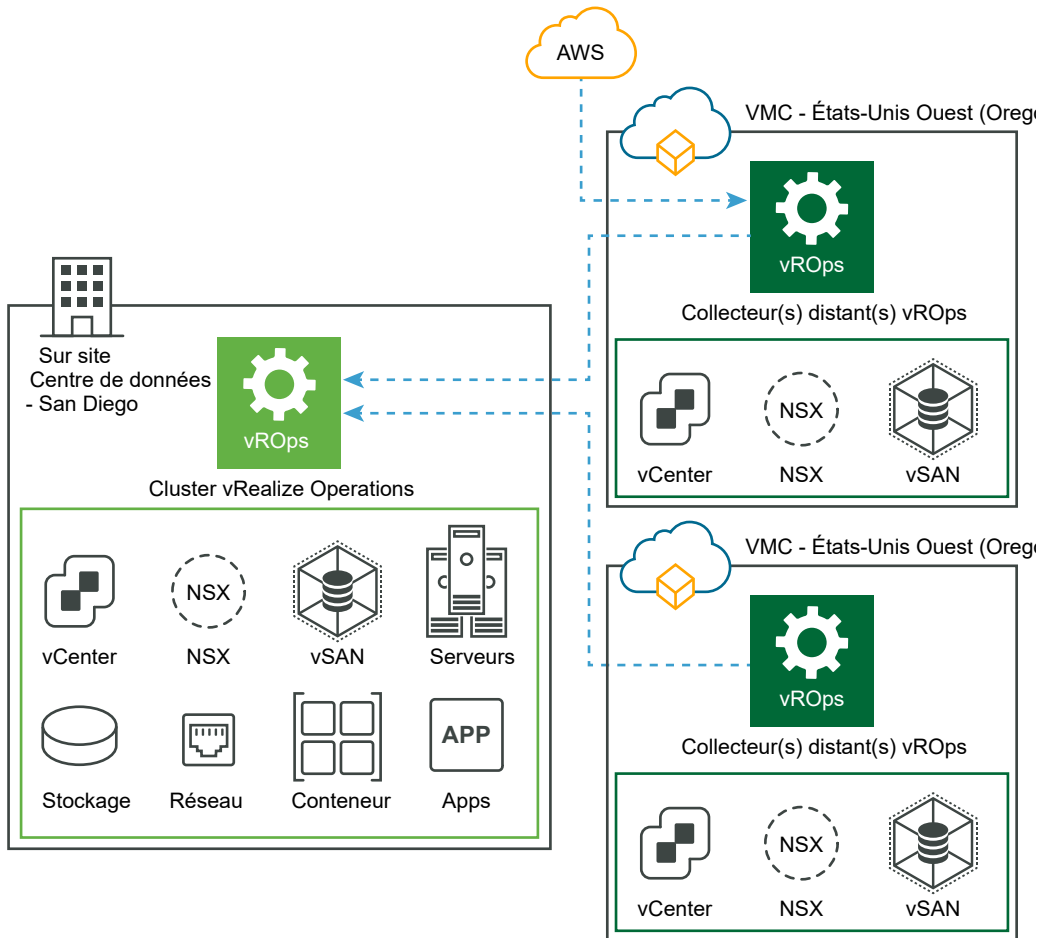 AWS
VMC - États-Unis Ouest (Orego
vROps
Collecteur(s) distant(s) vROps
NSX
vCenter
NSX
vSAN
Sur site
Centre de données
- San Diego
vROps
Cluster vRealize Operations
NSX
vCenter
NSX
vSAN
Serveurs
APP
Stockage
Réseau
Conteneur
Apps
VMC - États-Unis Ouest (Orego
vROps
Collecteur(s) distant(s) vROps
NSX
vCenter
NSX
vSAN